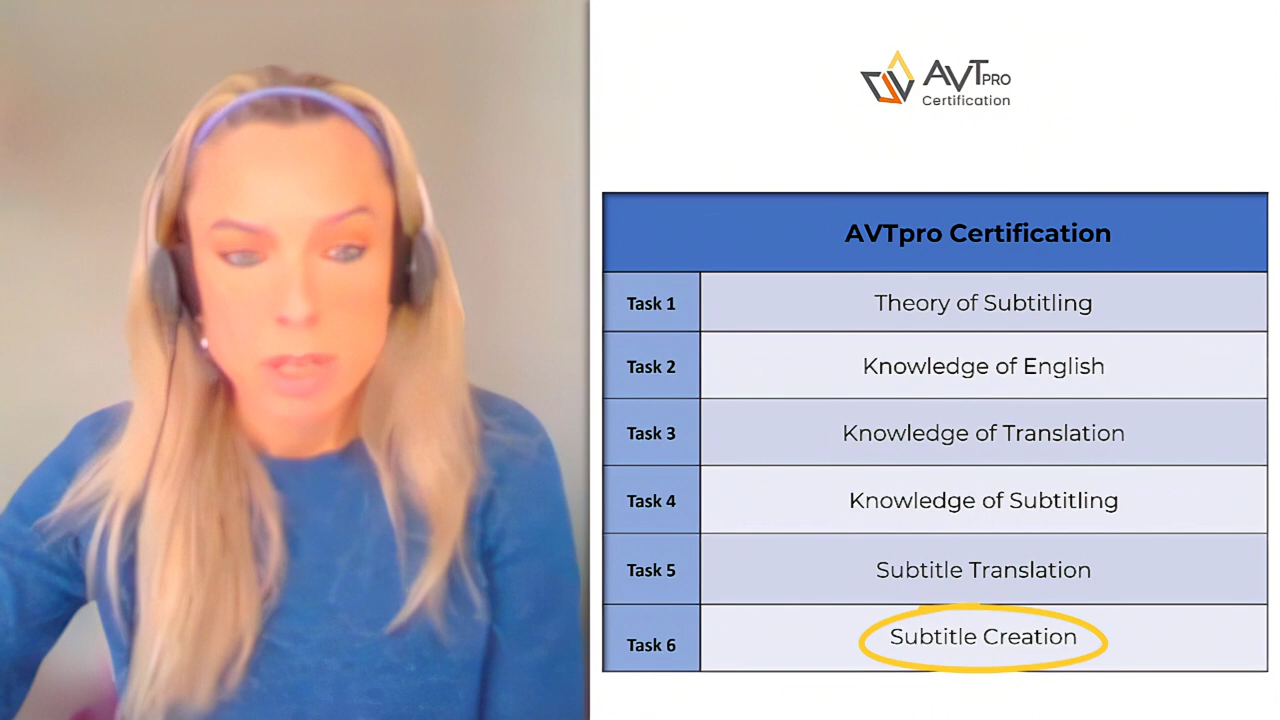 AVTPRO
Certification
AVTpro Certification
Task 1 Theory of Subtitling
Task 2 Knowledge of English
Task 3 Knowledge of Translation
Task 4 Knowledge of Subtitling
Task 5 Subtitle Translation
Task 6 Subtitle Creation